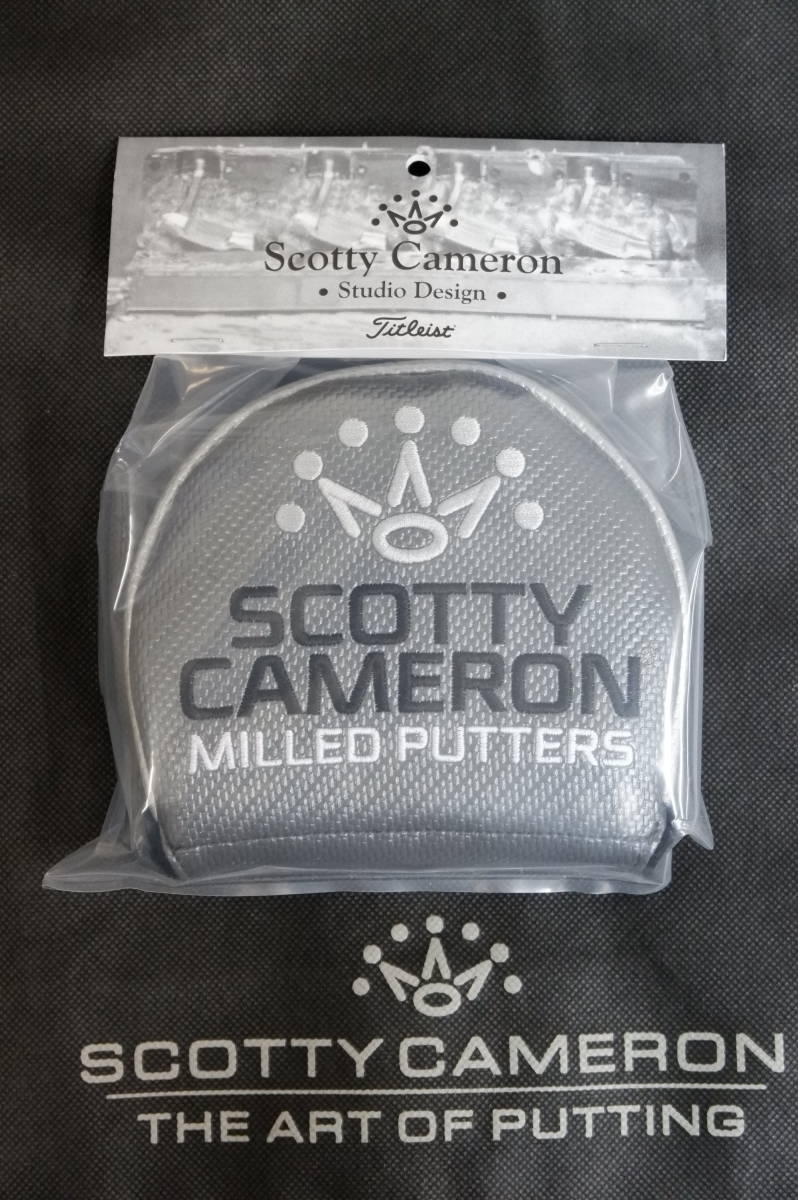 Scotty Cameron
• Studio Design •
Titleist
SCOTTY
CAMERON
MILLED PUTTERS
SCOTTY CAMERON
THE ART OF PUTTING